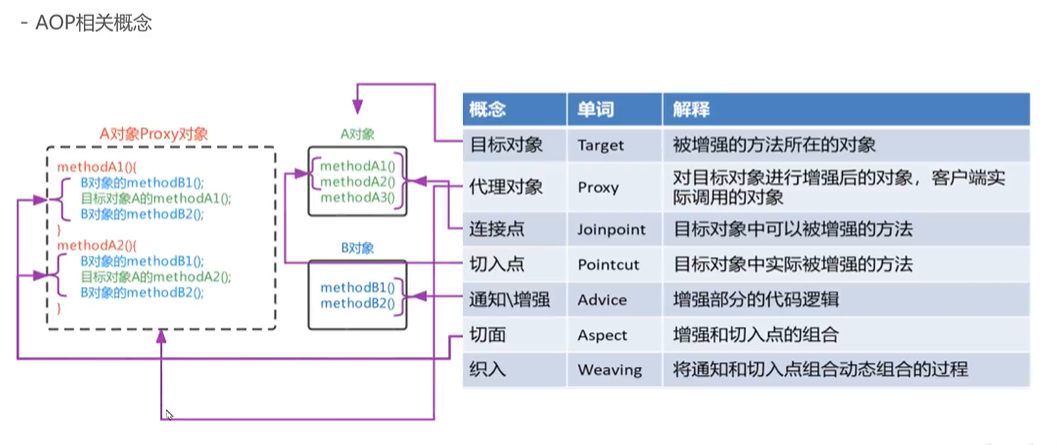 - AOP相关概念
A对象Proxy对象
methodA1(){
B对象的methodB1();
目标对象A的methodA1();
B对象的methodB2();
}
methodA2(){
B对象的methodB1();
目标对象A的methodA2();
B对象的methodB2();
}
A对象
methodA1()
methodA2()
methodA3()
B对象
methodB1()
methodB2()
概念 单词 解释
目标对象 Target 被增强的方法所在的对象
代理对象 Proxy 对目标对象进行增强后的对象，客户端实
际调用的对象
连接点 Joinpoint 目标对象中可以被增强的方法
切入点 Pointcut 目标对象中实际被增强的方法
通知\增强 Advice 增强部分的代码逻辑
切面 Aspect 增强和切入点的组合
织入 Weaving 将通知和切入点组合动态组合的过程